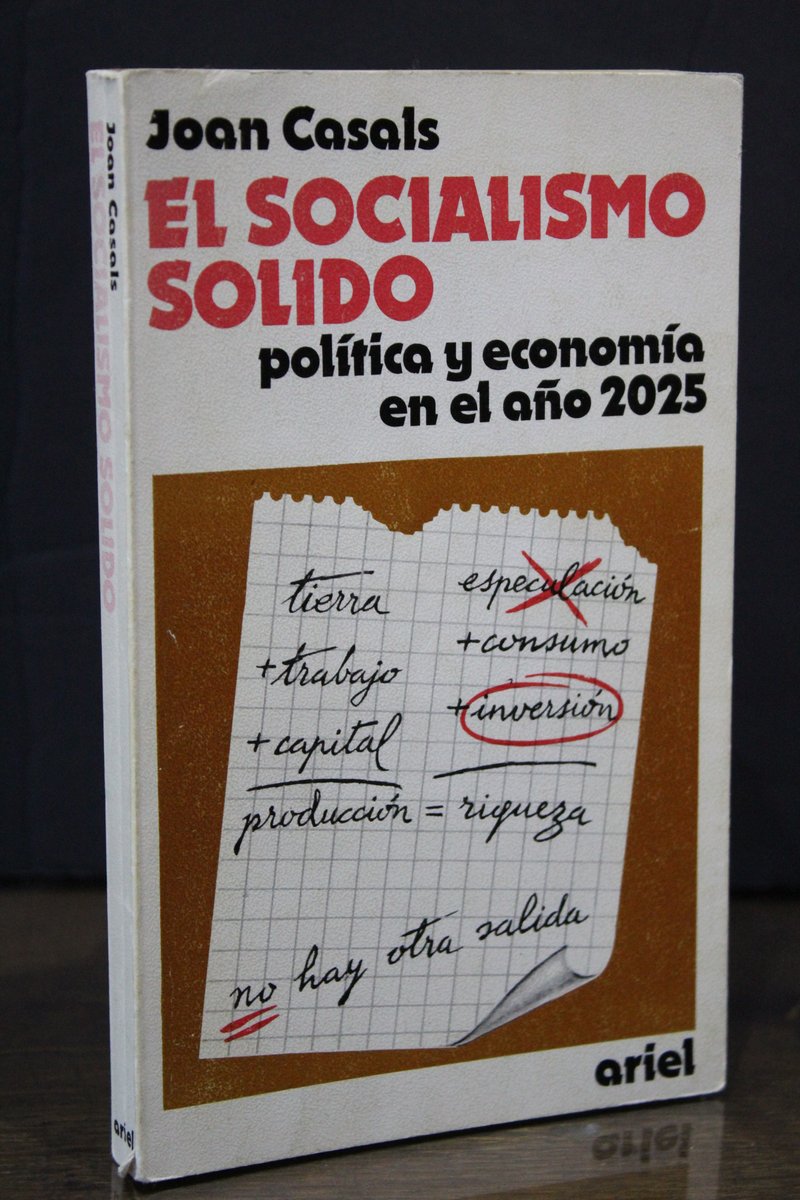 Joan Casals
EL SOCIALISMO
SOLIDO
política y economía
en el año 2025
tierra
+trabajo
+capital
producción = riqueza
especulación
+consumo
+inversión
no hay otra salida
ariel
Joan Casals
EL SOCIALISMO SOLIDO
ariel
ariel